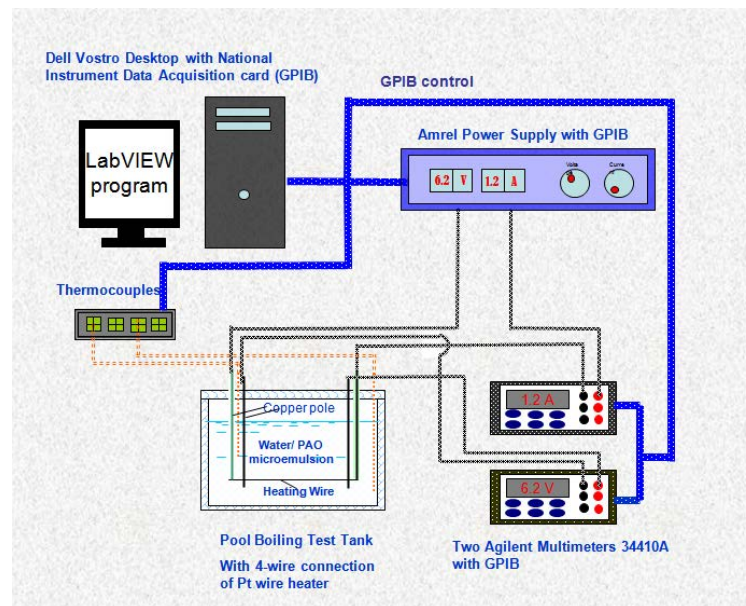 Dell Vostro Desktop with National
Instrument Data Acquisition card (GPIB)
GPIB control
Amrel Power Supply with GPIB
LabVIEW
program
6.2 V
1.2 A
Volta
Curre
Thermocouples
Copper pole
Water/ PAO
microemulsion
Heating Wire
1.2 A
6.2 V
Pool Boiling Test Tank
With 4-wire connection
of Pt wire heater
Two Agilent Multimeters 34410A
with GPIB